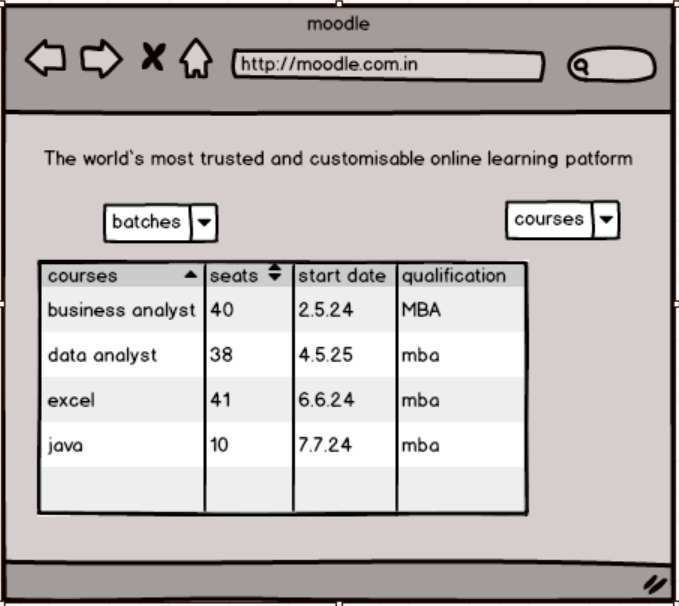 moodle
http://moodle.com.in
The world's most trusted and customisable online learning patform
batches courses
courses seats start date qualification
business analyst 40 2.5.24 MBA
data analyst 38 4.5.25 mba
excel 41 6.6.24 mba
java 10 7.7.24 mba